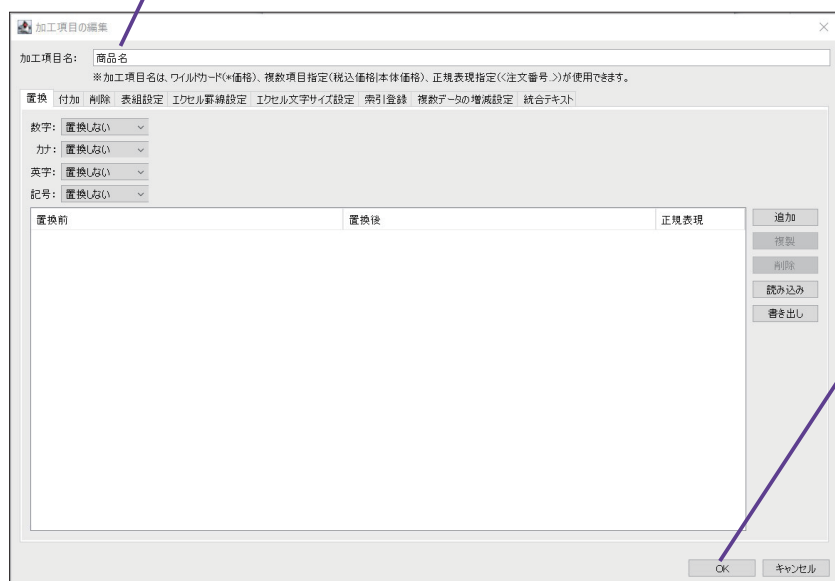 加工項目の編集
加工項目名: 商品名
※加工項目名は、ワイルドカード(*価格)、複数項目指定(税込価格|本体価格)、正規表現指定(<注文番号.>)が使用できます。
置換 付加 削除 表組設定 エクセル罫線設定 エクセル文字サイズ設定 索引登録 複数データの増減設定 統合テキスト
数字: 置換しない
カナ: 置換しない
英字: 置換しない
記号: 置換しない
置換前 置換後 正規表現
追加
複製
削除
読み込み
書き出し
OK キャンセル